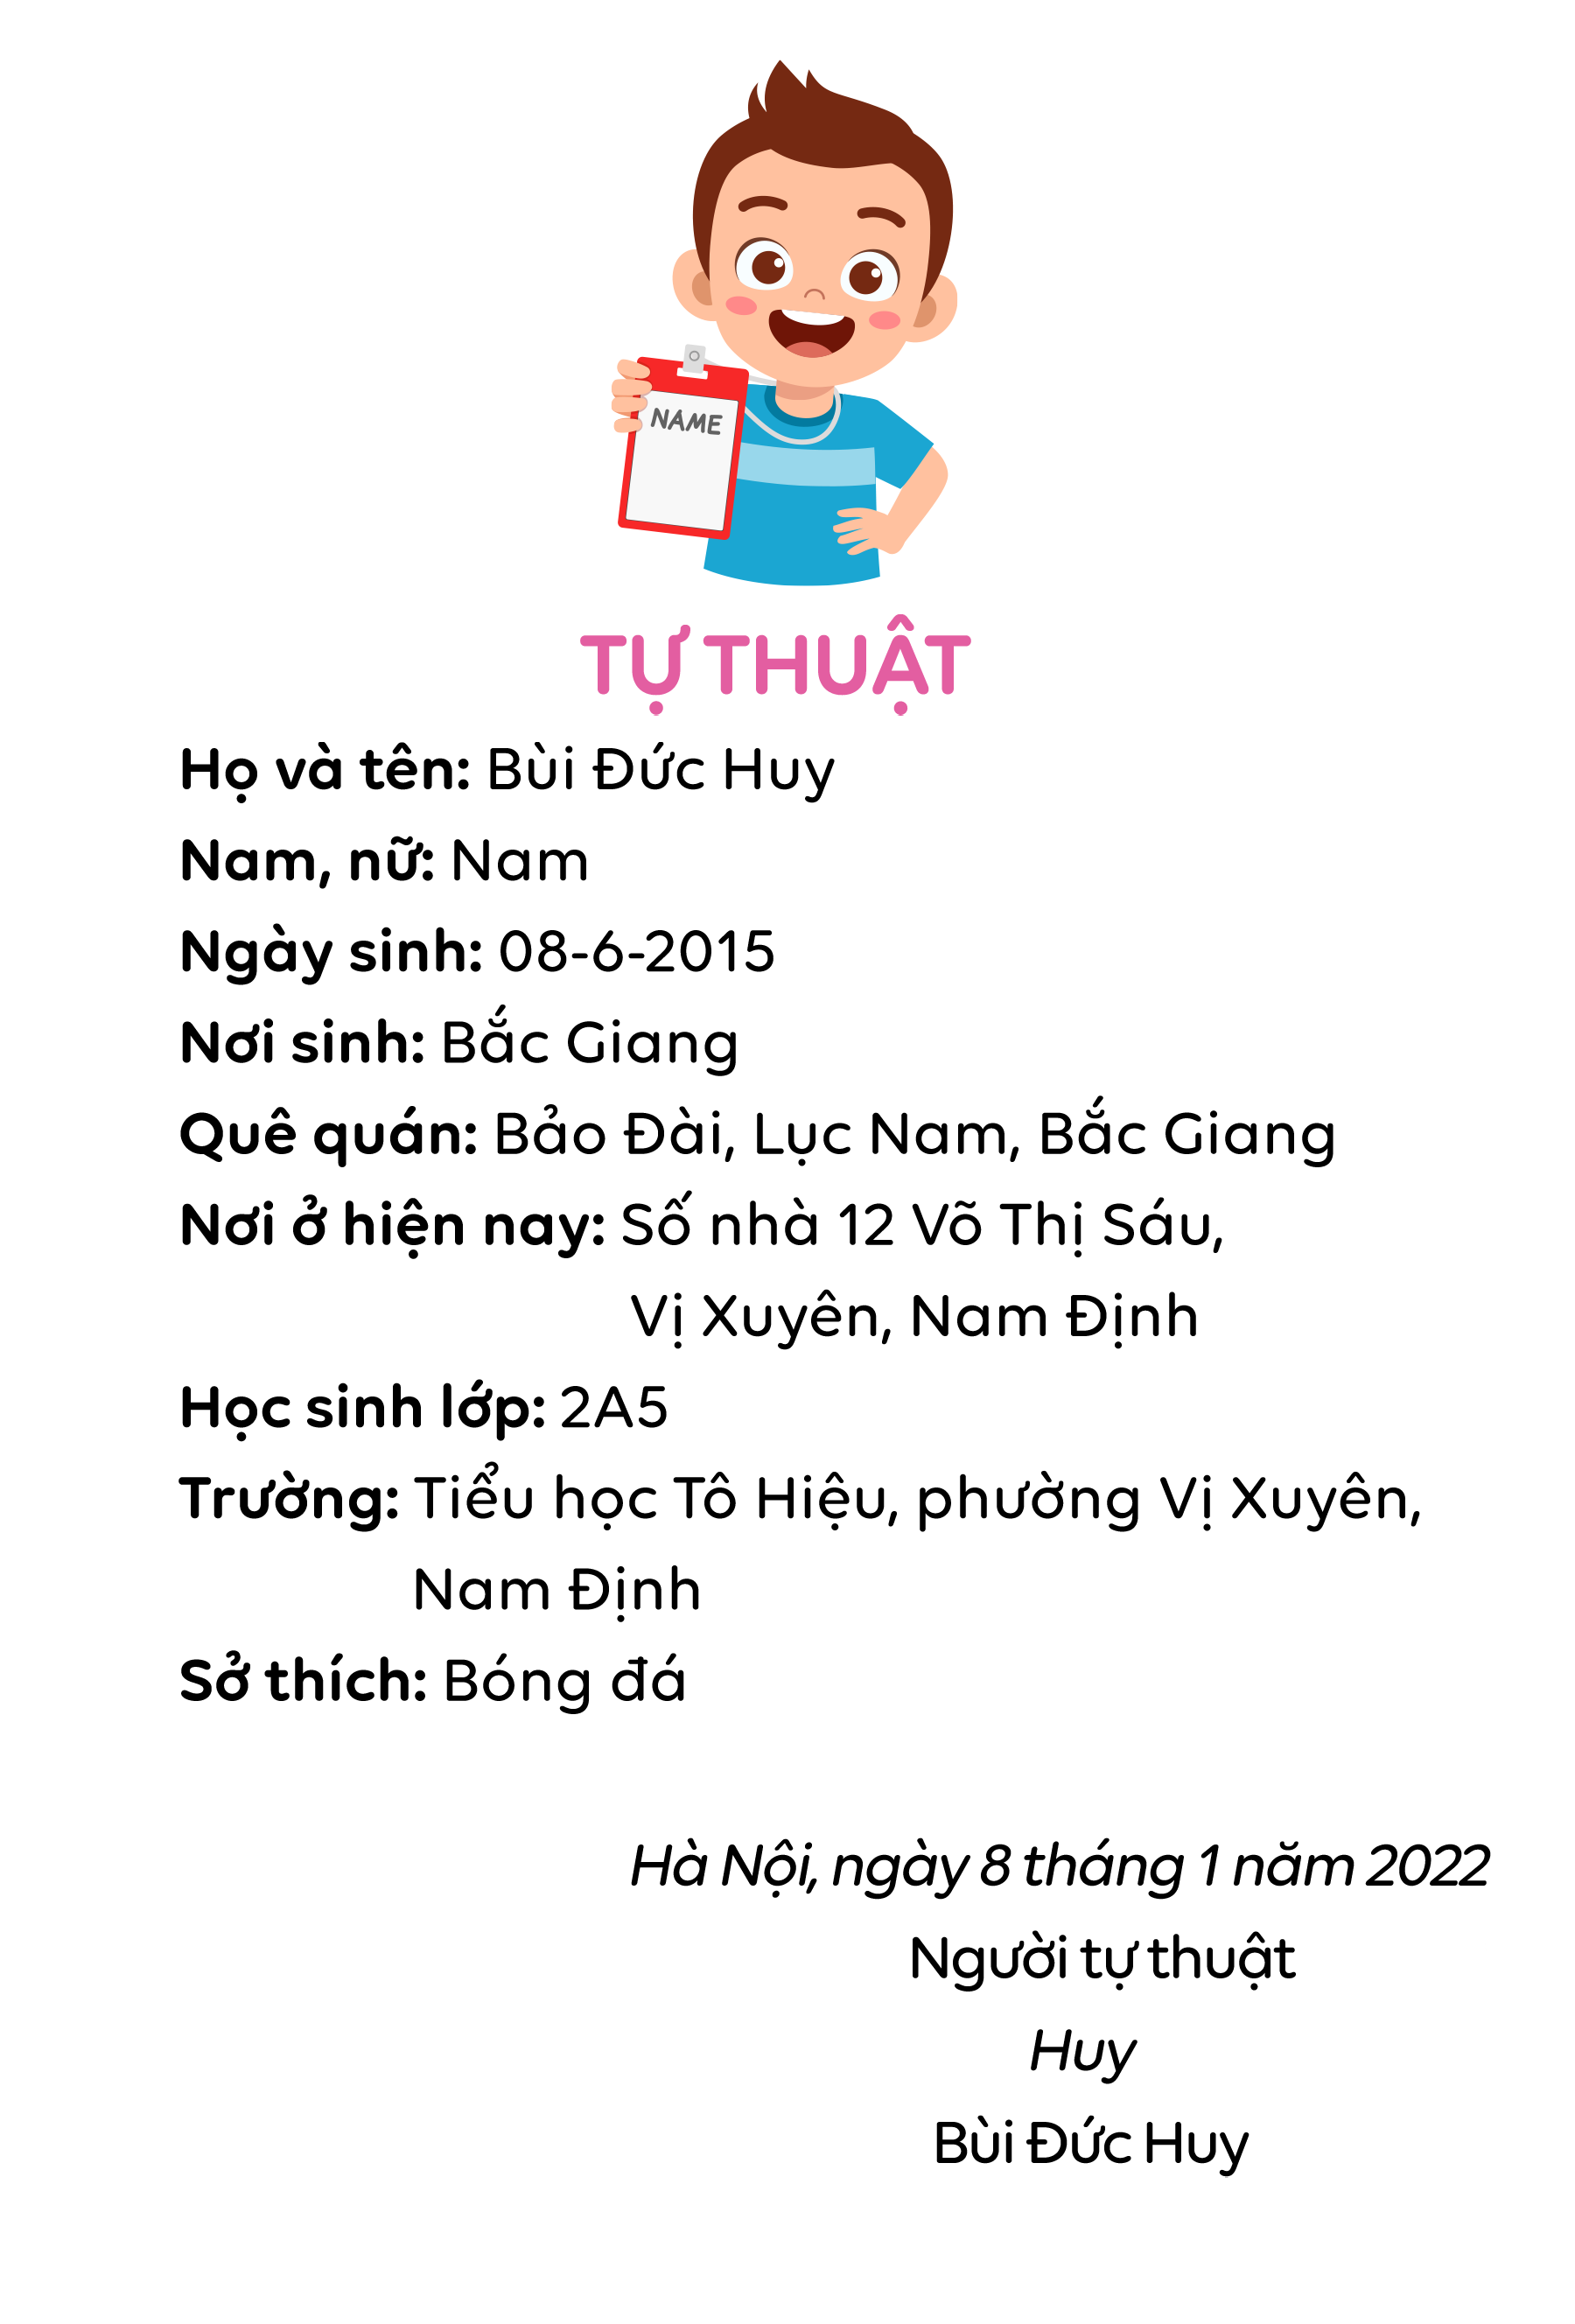 NAME
TỰ THUẬT
Họ và tên: Bùi Đức Huy
Nam, nữ: Nam
Ngày sinh: 08-6-2015
Nơi sinh: Bắc Giang
Quê quán: Bảo Đài, Lục Nam, Bắc Giang
Nơi ở hiện nay: Số nhà 12 Võ Thị Sáu,
Vị Xuyên, Nam Định
Học sinh lớp: 2A5
Trường: Tiểu học Tô Hiệu, phường Vị Xuyên,
Nam Định
Sở thích: Bóng đá
Hà Nội, ngày 8 tháng 1 năm 2022
Người tự thuật
Huy
Bùi Đức Huy